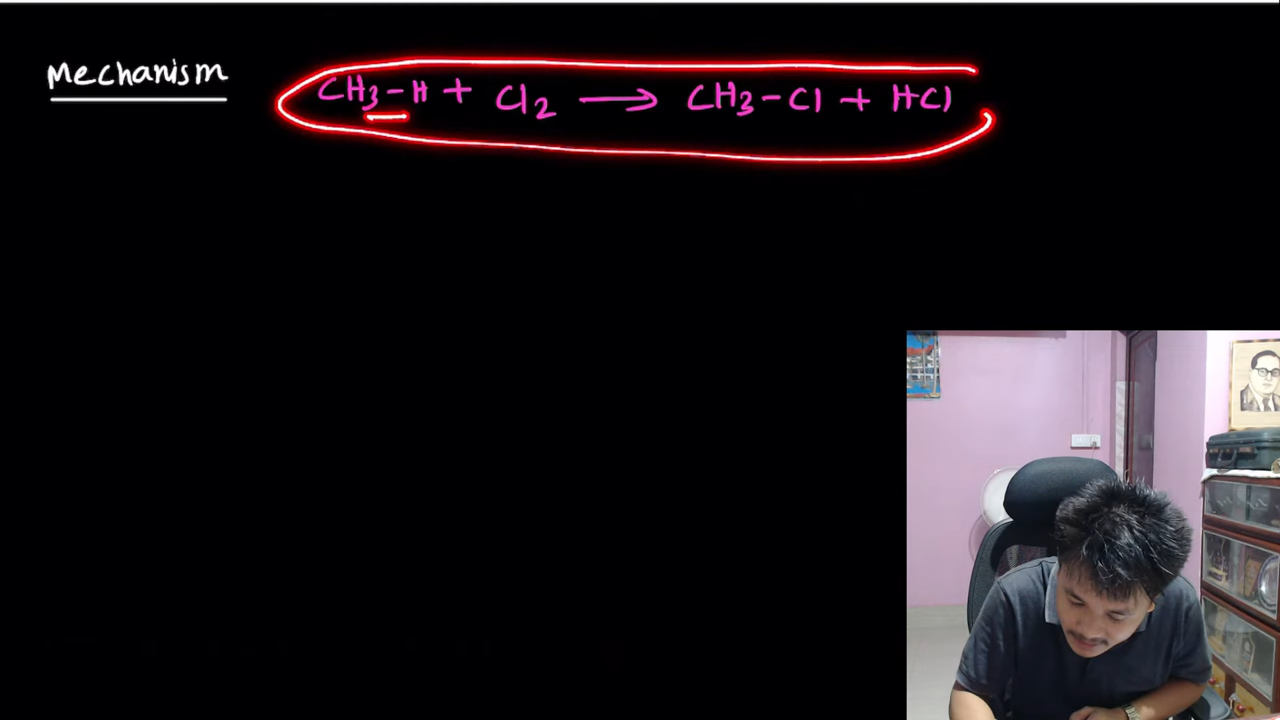 Mechanism
CH3-H + Cl2 → CH3-Cl + HCl